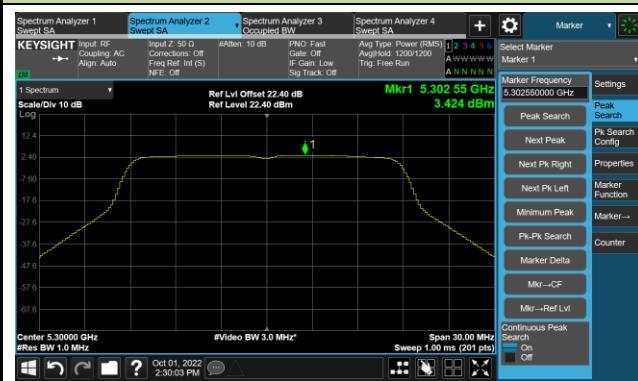 Spectrum Analyzer 1
Swept SA
Spectrum Analyzer 2
Swept SA
Spectrum Analyzer 3
Occupied BW
Spectrum Analyzer 4
Swept SA
+
Marker
KEYSIGHT
Input: RF
Coupling: AC
Align: Auto
Input Z: 50 Ω
Corrections: Off
Freq Ref: Int (S)
NFE: Off
#Atten: 10 dB
PNO: Fast
Gate: Off
IF Gain: Low
Sig Track: Off
Avg Type: Power (RMS)
Avg|Hold: 1200/1200
Trig: Free Run
1 2 3 4 5 6
A W W W W W
A N N N N N
Select Marker
Marker 1
LXI
1 Spectrum
Scale/Div 10 dB
Ref Lvl Offset 22.40 dB
Ref Level 22.40 dBm
Mkr1 5.302 55 GHz
3.424 dBm
Log
12.4
2.40
-7.60
-17.6
-27.6
-37.6
-47.6
-57.6
-67.6
1
Center 5.30000 GHz
#Res BW 1.0 MHz
#Video BW 3.0 MHz*
Span 30.00 MHz
Sweep 1.00 ms (201 pts)
Marker Frequency
5.302550000 GHz
Peak Search
Next Peak
Next Pk Right
Next Pk Left
Minimum Peak
Pk-Pk Search
Marker Delta
Mkr→CF
Mkr→Ref Lvl
Continuous Peak
Search
On
Off
Settings
Peak
Search
Pk Search
Config
Properties
Marker
Function
Marker→
Counter
?
Oct 01, 2022
2:30:03 PM